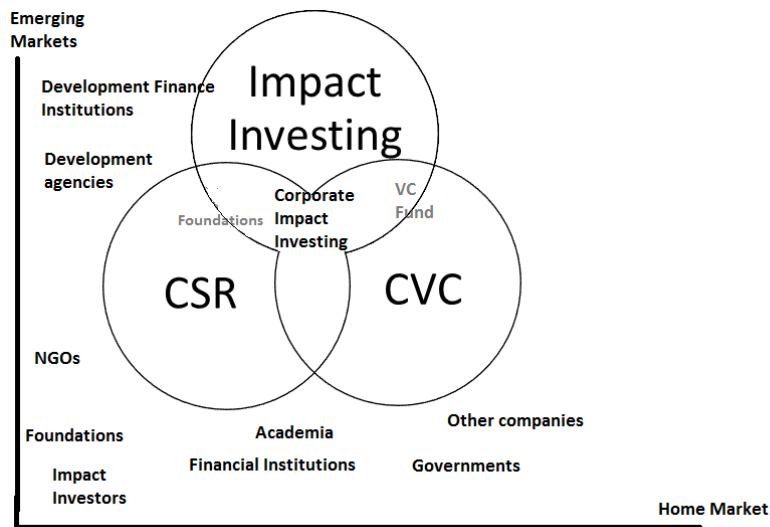 Emerging
Markets
Development Finance
Institutions
Impact
Investing
Development
agencies
Corporate
Impact
Investing
VC
Fund
Foundations
CSR
CVC
NGOs
Other companies
Foundations
Academia
Financial Institutions
Governments
Impact
Investors
Home Market